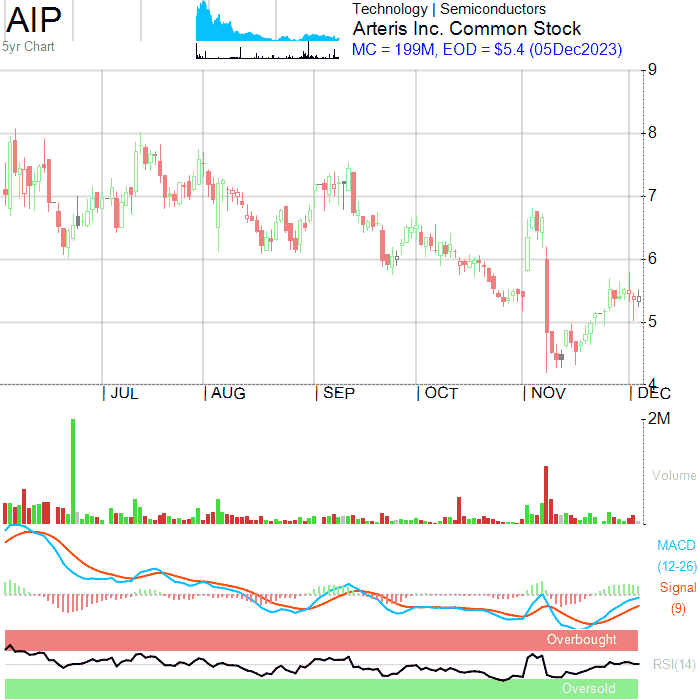 AIP
5yr Chart
Technology | Semiconductors
Arteris Inc. Common Stock
MC = 199M, EOD = $5.4 (05Dec2023)
9
8
7
6
5
4
| JUL | AUG | SEP | OCT | NOV | DEC
2M
Volume
MACD
(12-26)
Signal
(9)
Overbought
RSI(14)
Oversold